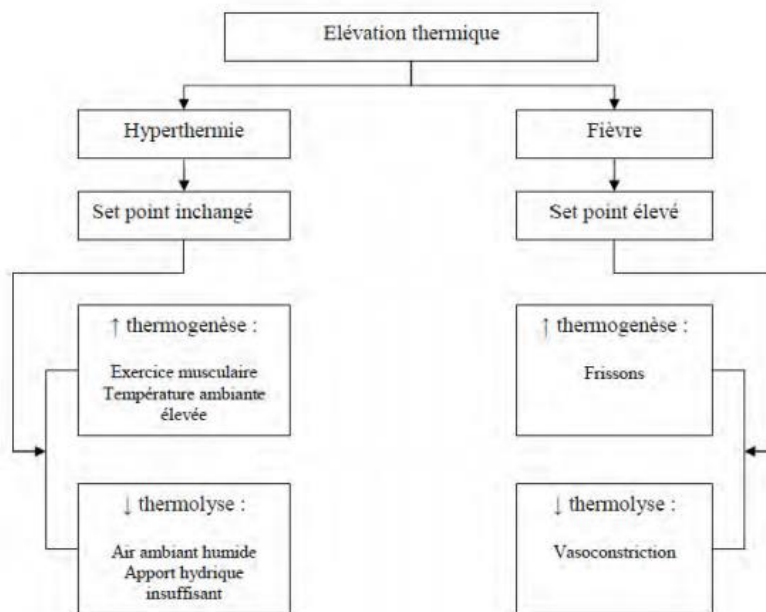 Elévation thermique
Hyperthermie
Fièvre
Set point inchangé
Set point élevé
↑ thermogenèse :
Exercice musculaire
Température ambiante
élevée
↑ thermogenèse :
Frissons
↓ thermolyse :
Air ambiant humide
Apport hydrique
insuffisant
↓ thermolyse :
Vasoconstriction